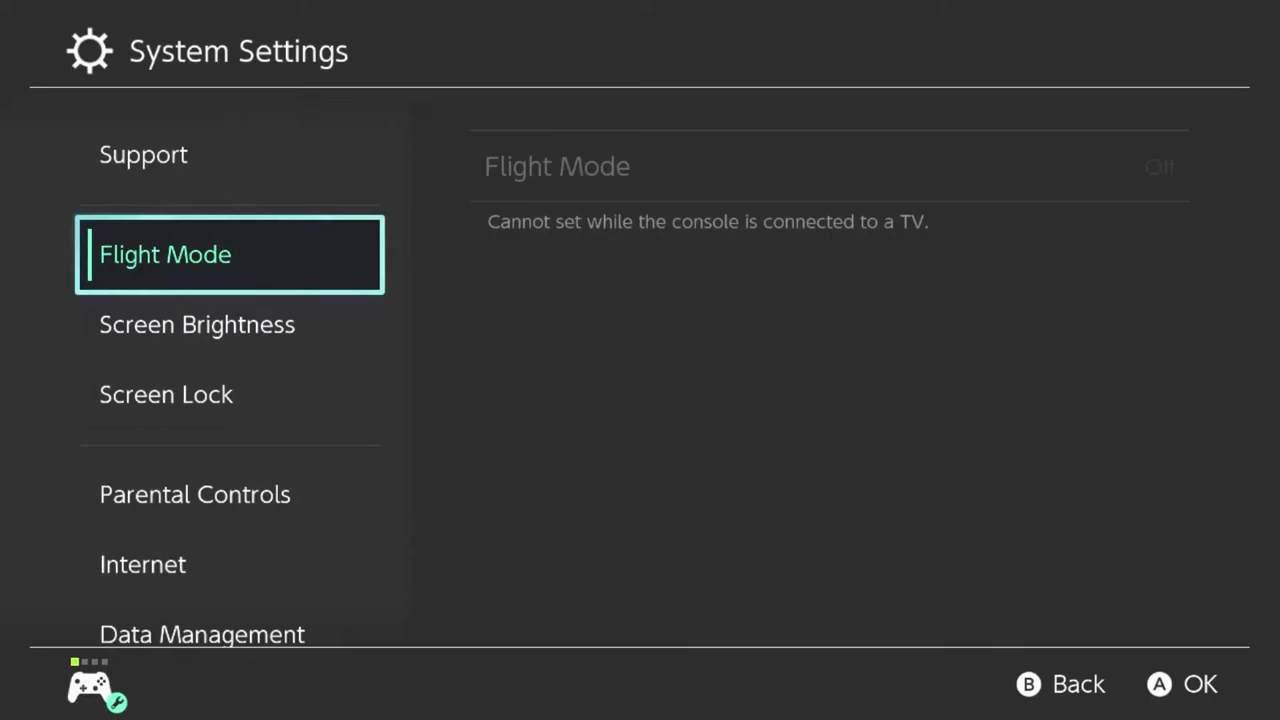 System Settings
Support
Flight Mode
Screen Brightness
Screen Lock
Parental Controls
Internet
Data Management
Flight Mode Off
Cannot set while the console is connected to a TV.
B Back A OK